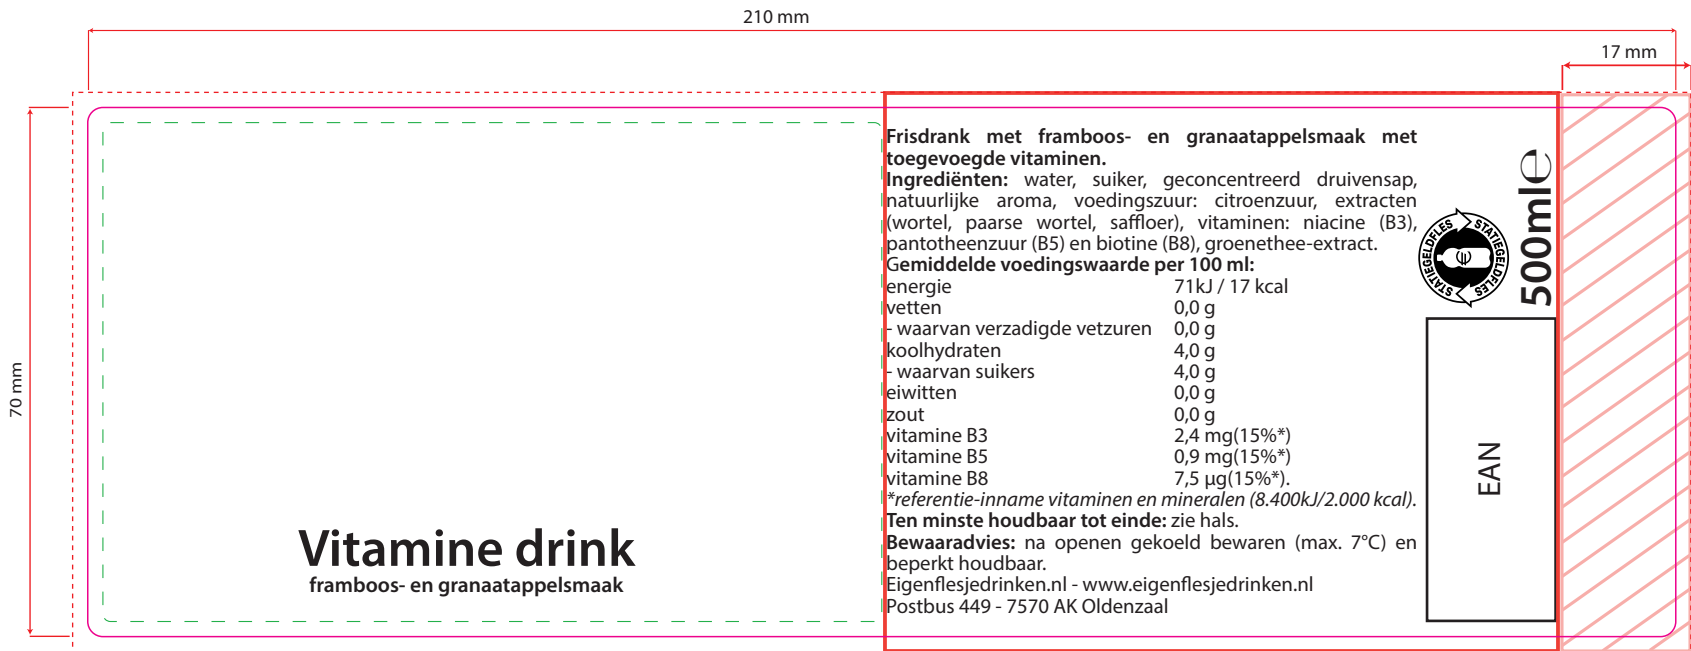 210 mm
17 mm
70 mm
Vitamine drink
framboos- en granaatappelsmaak
Frisdrank met framboos- en granaatappelsmaak met
toegevoegde vitaminen.
Ingrediënten: water, suiker, geconcentreerd druivensap,
natuurlijke aroma, voedingszuur: citroenzuur, extracten
(wortel, paarse wortel, saffloer), vitaminen: niacine (B3),
pantotheenzuur (B5) en biotine (B8), groenethee-extract.
Gemiddelde voedingswaarde per 100 ml:
energie 71kJ / 17 kcal
vetten 0,0 g
- waarvan verzadigde vetzuren 0,0 g
koolhydraten 4,0 g
- waarvan suikers 4,0 g
eiwitten 0,0 g
zout 0,0 g
vitamine B3 2,4 mg(15%*)
vitamine B5 0,9 mg(15%*)
vitamine B8 7,5 µg(15%*).
*referentie-inname vitaminen en mineralen (8.400kJ/2.000 kcal).
Ten minste houdbaar tot einde: zie hals.
Bewaaradvies: na openen gekoeld bewaren (max. 7°C) en
beperkt houdbaar.
Eigenflesjedrinken.nl - www.eigenflesjedrinken.nl
Postbus 449 - 7570 AK Oldenzaal
STATIEGELDFLES
STATIEGELDFLES
500ml℮
EAN